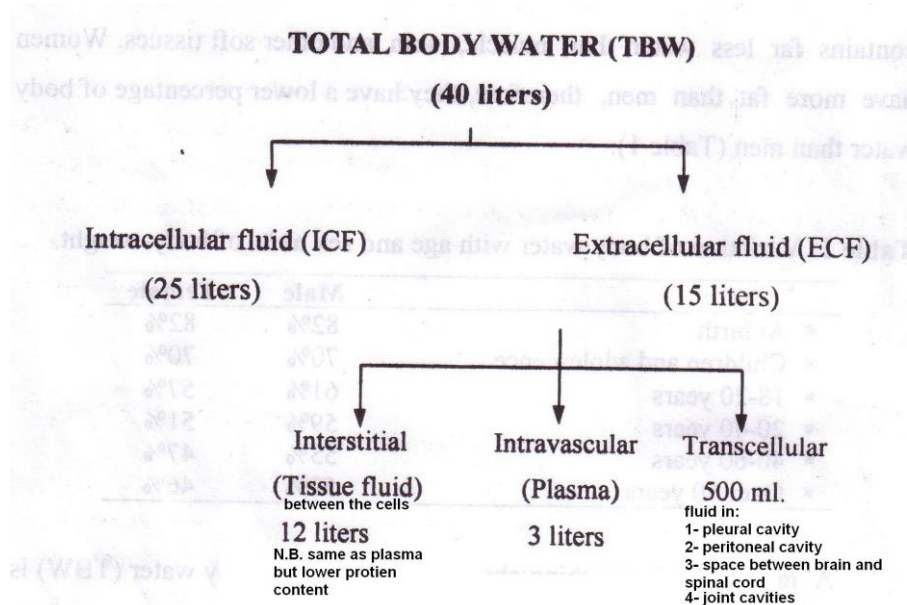 TOTAL BODY WATER (TBW)
(40 liters)
Intracellular fluid (ICF)
(25 liters)
Extracellular fluid (ECF)
(15 liters)
Interstitial
(Tissue fluid)
between the cells
12 liters
N.B. same as plasma
but lower protien
content
Intravascular
(Plasma)
3 liters
Transcellular
500 ml.
fluid in:
1- pleural cavity
2- peritoneal cavity
3- space between brain and
spinal cord
4- joint cavities